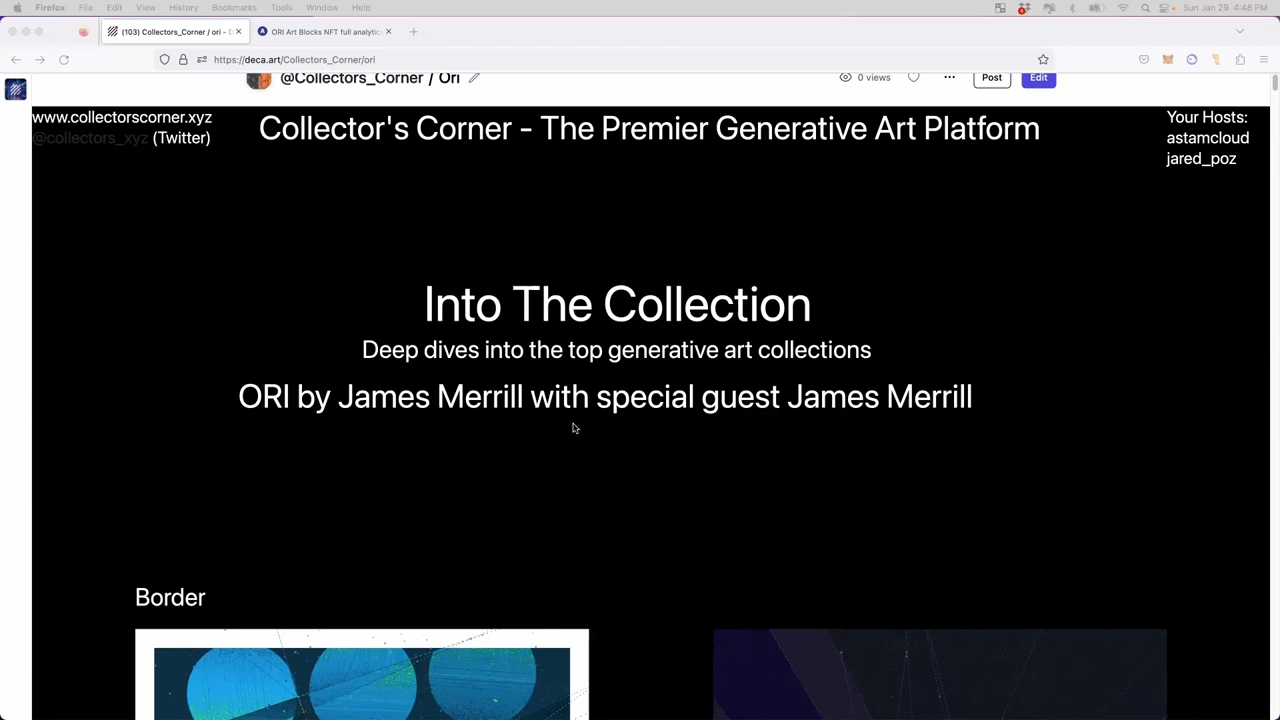 Firefox File Edit View History Bookmarks Tools Window Help Sun Jan 29 4:48 PM
(103) Collectors_Corner / ori - D
ORI Art Blocks NFT full analytic
https://deca.art/Collectors_Corner/ori
@Collectors_Corner / Ori
0 views
Post
Edit
www.collectorscorner.xyz
@collectors_xyz (Twitter)
Collector's Corner - The Premier Generative Art Platform
Your Hosts:
astamcloud
jared_poz
Into The Collection
Deep dives into the top generative art collections
ORI by James Merrill with special guest James Merrill
Border